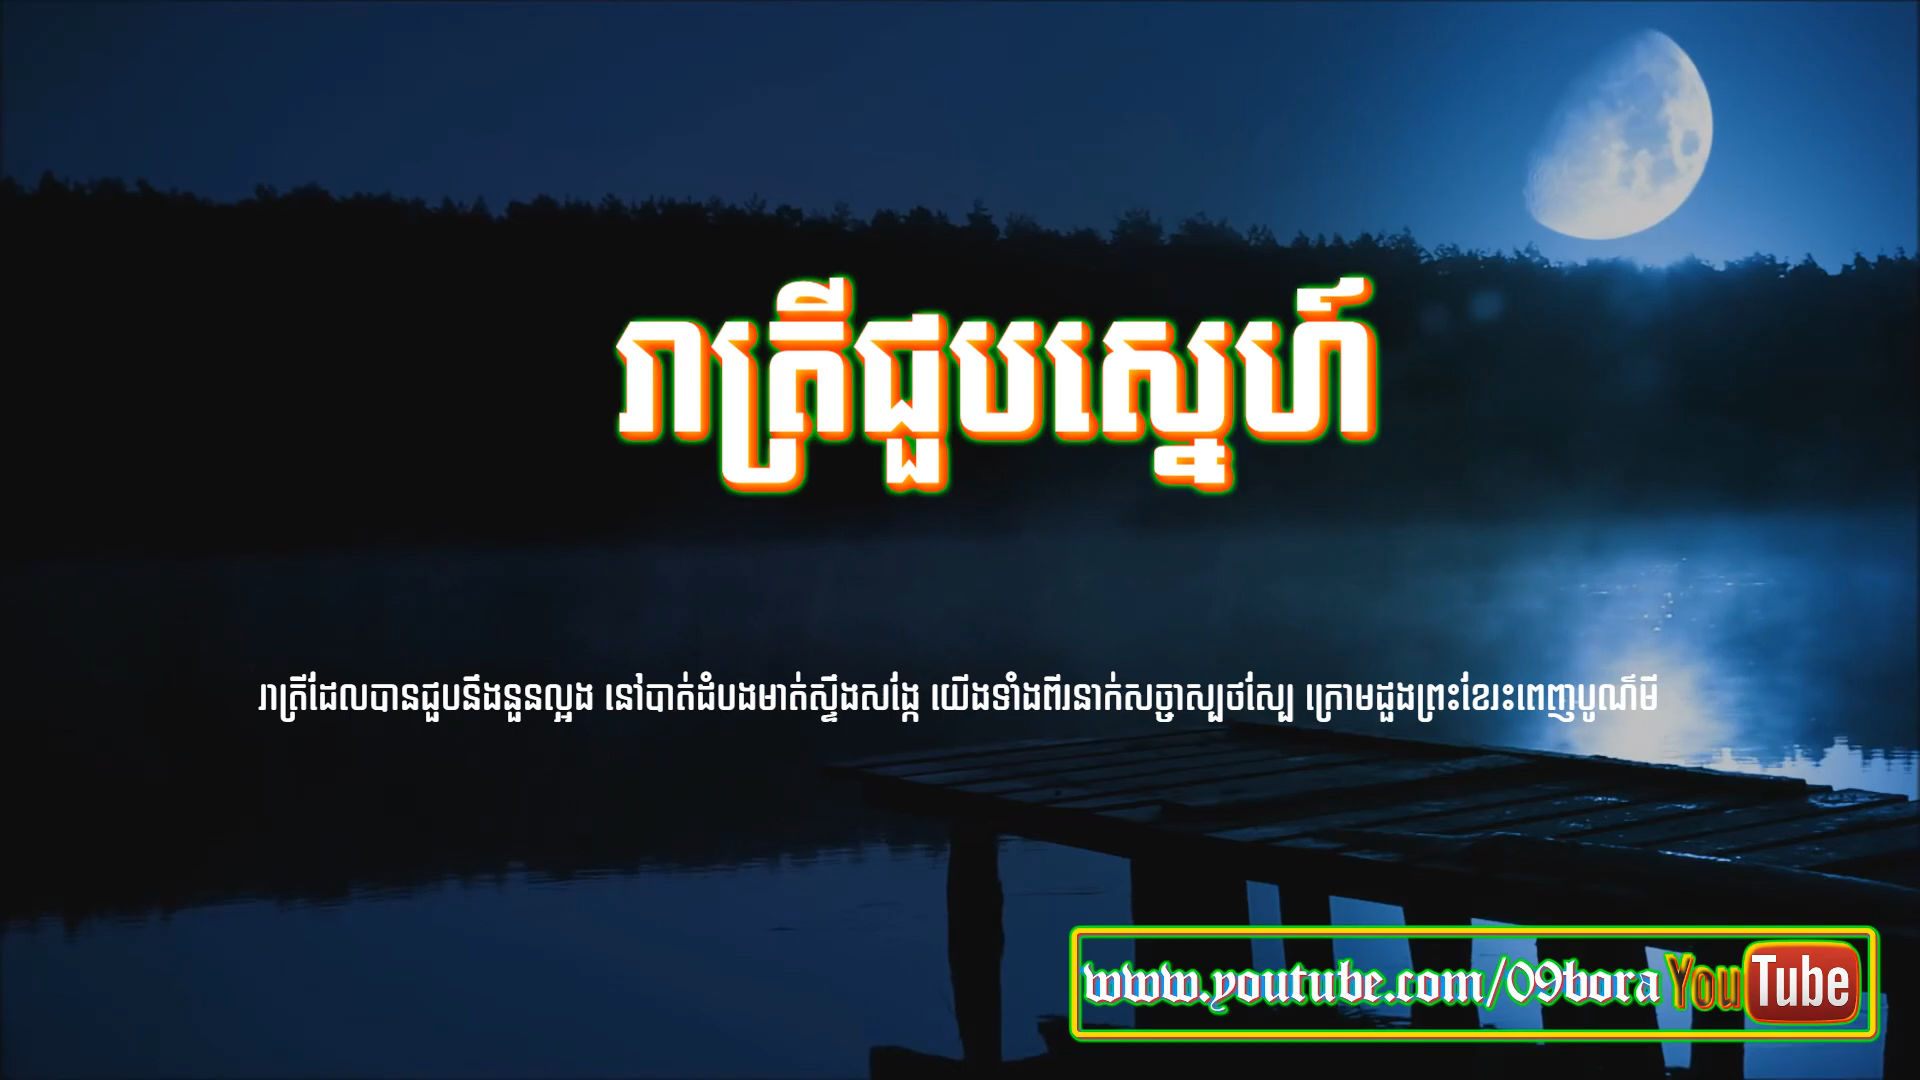 រាត្រីជួបស្នេហ៍
រាត្រីដែលបានជួបនឹងនួនល្អង នៅបាត់ដំបងមាត់ស្ទឹងសង្កែ យើងទាំងពីរនាក់សច្ចាស្បថស្បែ ក្រោមដួងព្រះខែរះពេញបូណ៌មី
www.youtube.com/09bora YouTube